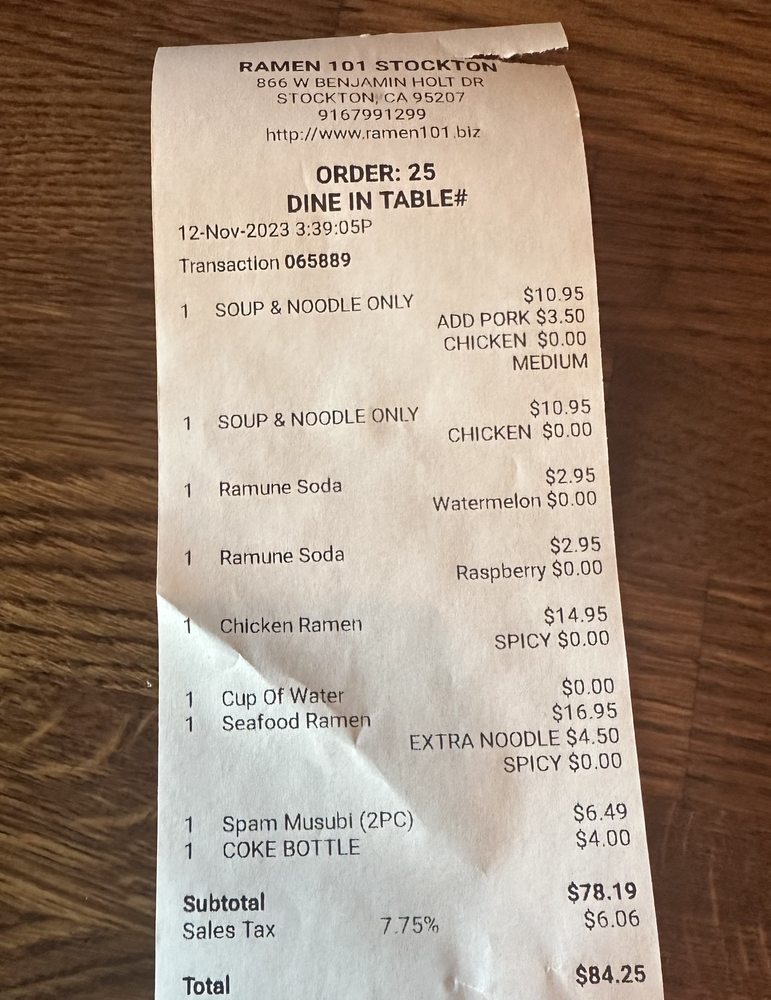 RAMEN 101 STOCKTON
866 W BENJAMIN HOLT DR
STOCKTON, CA 95207
9167991299
http://www.ramen101.biz
ORDER: 25
DINE IN TABLE#
12-Nov-2023 3:39:05P
Transaction 065889
1 SOUP & NOODLE ONLY $10.95
ADD PORK $3.50
CHICKEN $0.00
MEDIUM
1 SOUP & NOODLE ONLY $10.95
CHICKEN $0.00
1 Ramune Soda $2.95
Watermelon $0.00
1 Ramune Soda $2.95
Raspberry $0.00
1 Chicken Ramen $14.95
SPICY $0.00
1 Cup Of Water $0.00
1 Seafood Ramen $16.95
EXTRA NOODLE $4.50
SPICY $0.00
1 Spam Musubi (2PC) $6.49
1 COKE BOTTLE $4.00
Subtotal $78.19
Sales Tax 7.75% $6.06
Total $84.25